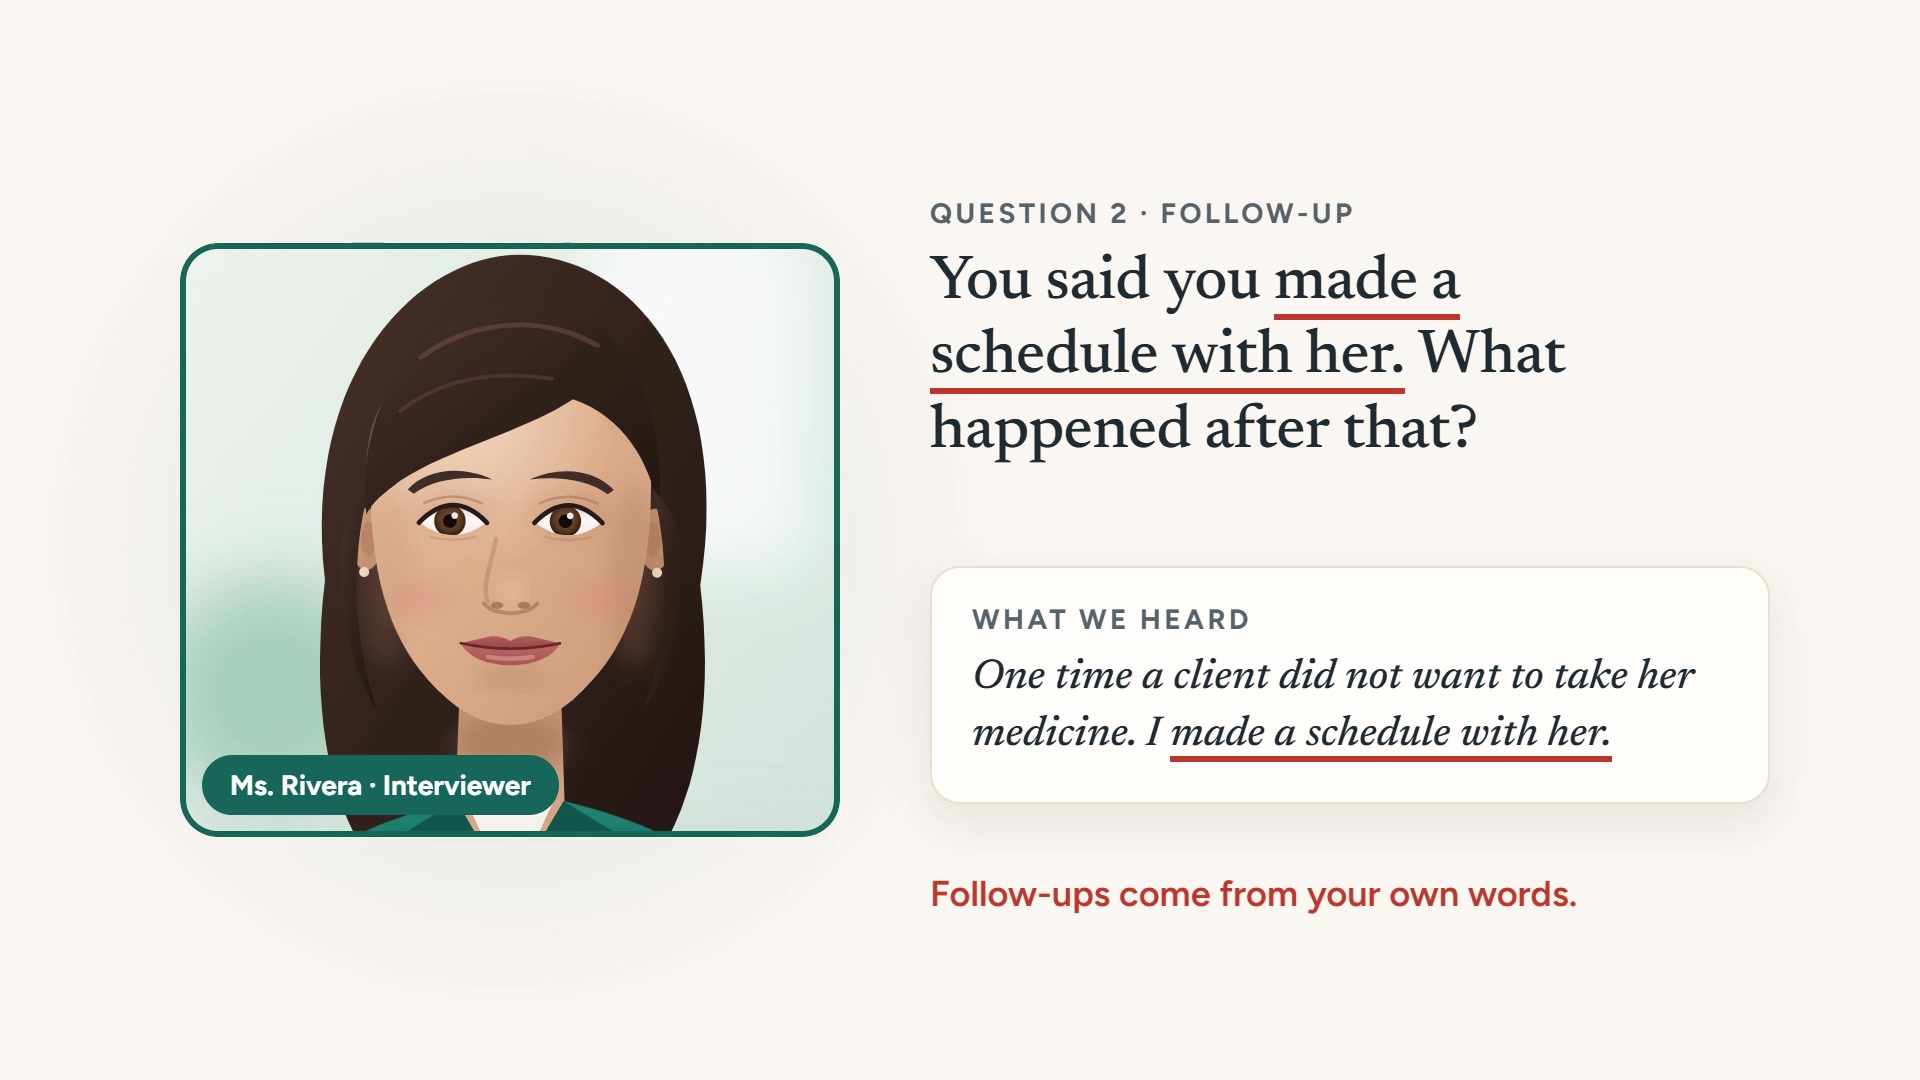 QUESTION 2 · FOLLOW-UP
You said you made a
schedule with her. What
happened after that?
WHAT WE HEARD
One time a client did not want to take her
medicine. I made a schedule with her.
Ms. Rivera · Interviewer
Follow-ups come from your own words.